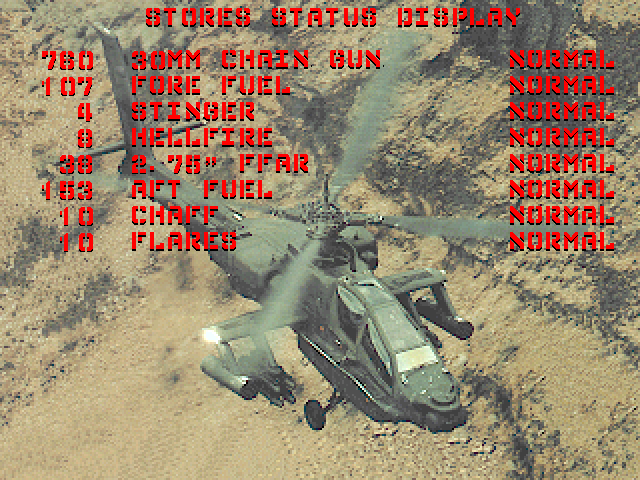 STORES STATUS DISPLAY
760 30MM CHAIN GUN NORMAL
107 FORE FUEL NORMAL
4 STINGER NORMAL
8 HELLFIRE NORMAL
38 2.75" FFAR NORMAL
153 AFT FUEL NORMAL
10 CHAFF NORMAL
10 FLARES NORMAL